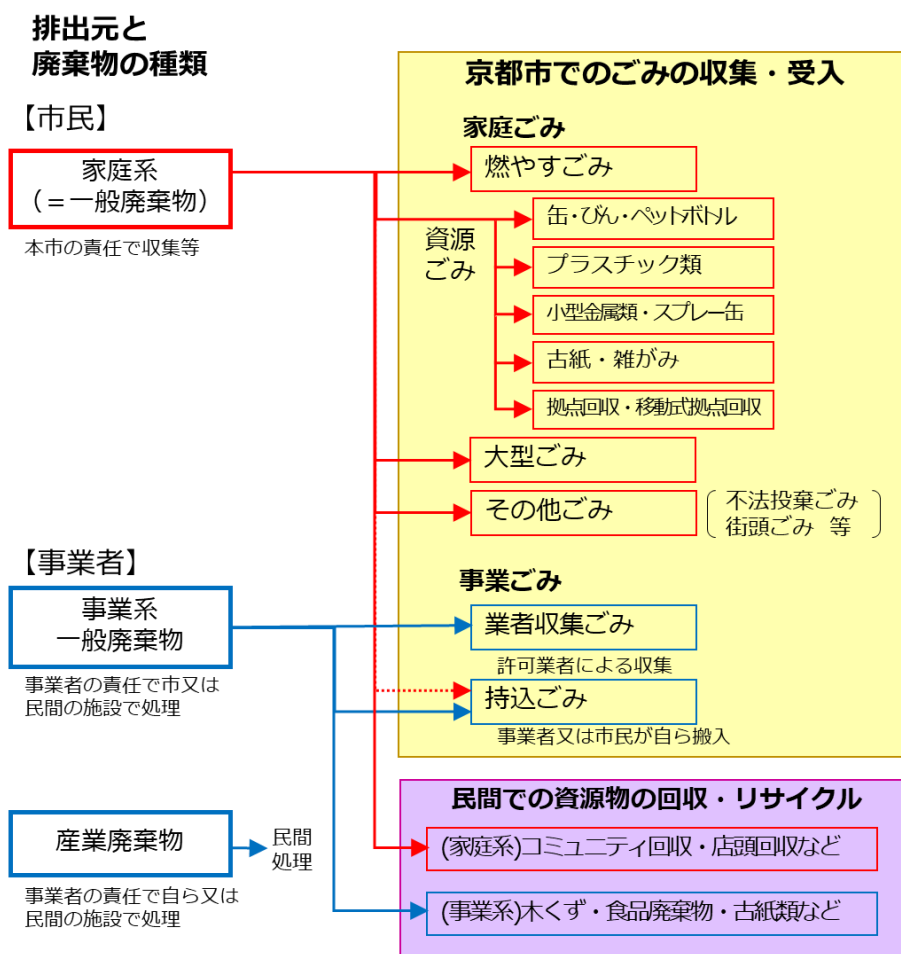 排出元と
廃棄物の種類
【市民】
家庭系
(=一般廃棄物)
本市の責任で収集等
京都市でのごみの収集・受入
家庭ごみ
燃やすごみ
資源
ごみ
缶・びん・ペットボトル
プラスチック類
小型金属類・スプレー缶
古紙・雑がみ
拠点回収・移動式拠点回収
大型ごみ
その他ごみ
不法投棄ごみ
街頭ごみ 等
【事業者】
事業系
一般廃棄物
事業者の責任で市又は
民間の施設で処理
事業ごみ
業者収集ごみ
許可業者による収集
持込ごみ
事業者又は市民が自ら搬入
産業廃棄物
民間
処理
事業者の責任で自ら又は
民間の施設で処理
民間での資源物の回収・リサイクル
(家庭系)コミュニティ回収・店頭回収など
(事業系)木くず・食品廃棄物・古紙類など